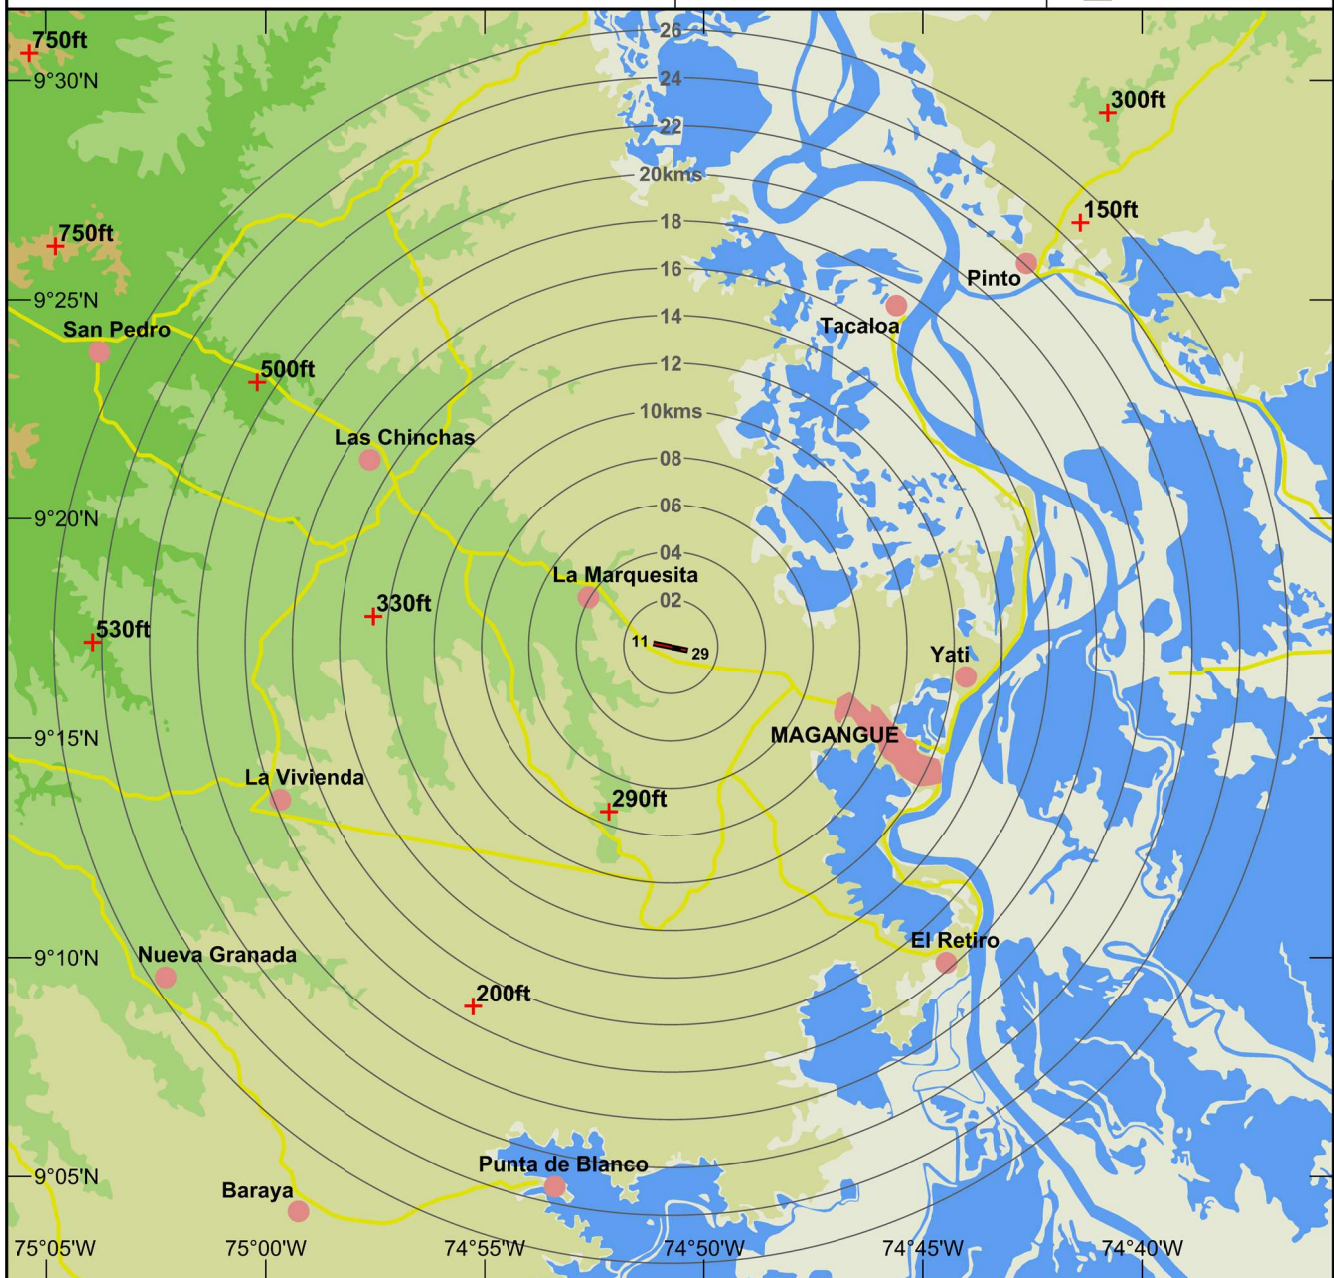 26
750ft
24
9°30'N
300ft
22
20kms
150ft
18
750ft
16
Pinto
9°25'N
14
Tacaloa
San Pedro
12
500ft
10kms
Las Chinchas
08
06
9°20'N
04
La Marquesita
02
330ft
530ft
11
29
Yati
MAGANGUE
9°15'N
La Vivienda
290ft
El Retiro
Nueva Granada
9°10'N
200ft
Punta de Blanco
9°05'N
Baraya
75°05'W
75°00'W
74°55'W
74°50'W
74°45'W
74°40'W